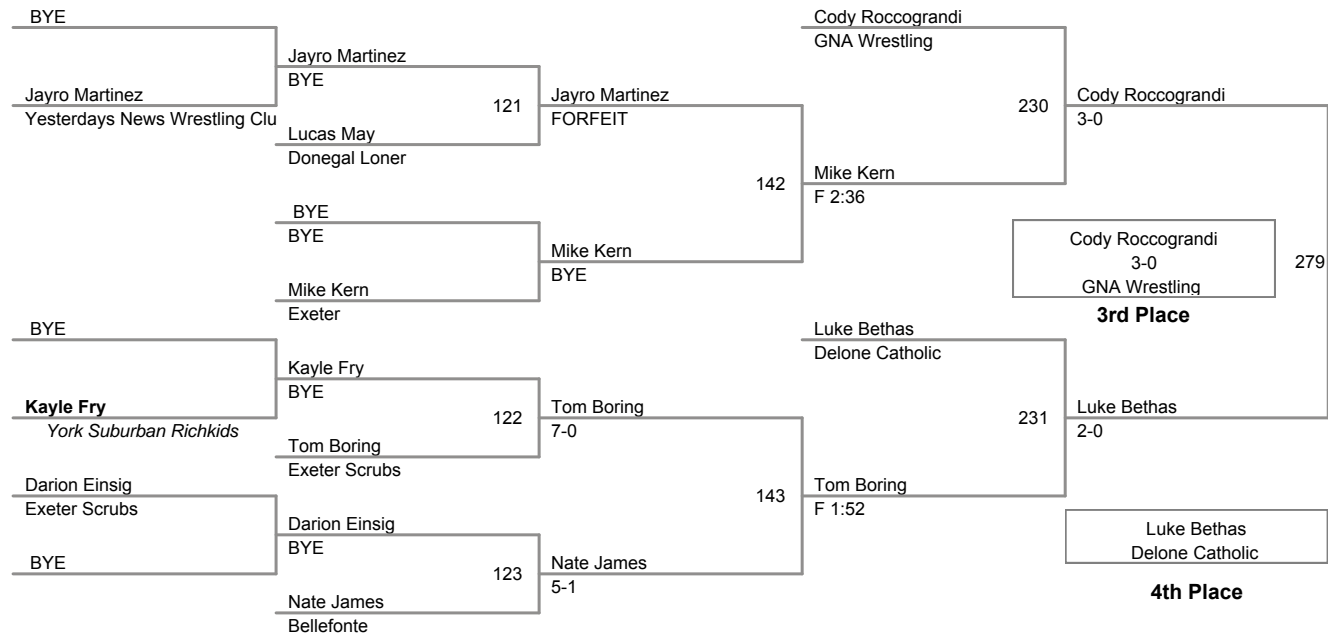 BYE
Cody Roccograndi
GNA Wrestling
Jayro Martinez
BYE
Jayro Martinez
Yesterdays News Wrestling Clu
121
Jayro Martinez
FORFEIT
230
Cody Roccograndi
3-0
Lucas May
Donegal Loner
142
Mike Kern
F 2:36
BYE
BYE
Mike Kern
BYE
Cody Roccograndi
3-0
GNA Wrestling
279
Mike Kern
Exeter
3rd Place
BYE
Luke Bethas
Delone Catholic
Kayle Fry
BYE
Kayle Fry
York Suburban Richkids
122
Tom Boring
7-0
231
Luke Bethas
2-0
Tom Boring
Exeter Scrubs
Darion Einsig
Exeter Scrubs
143
Tom Boring
F 1:52
Darion Einsig
BYE
Luke Bethas
Delone Catholic
BYE
123
Nate James
5-1
4th Place
Nate James
Bellefonte